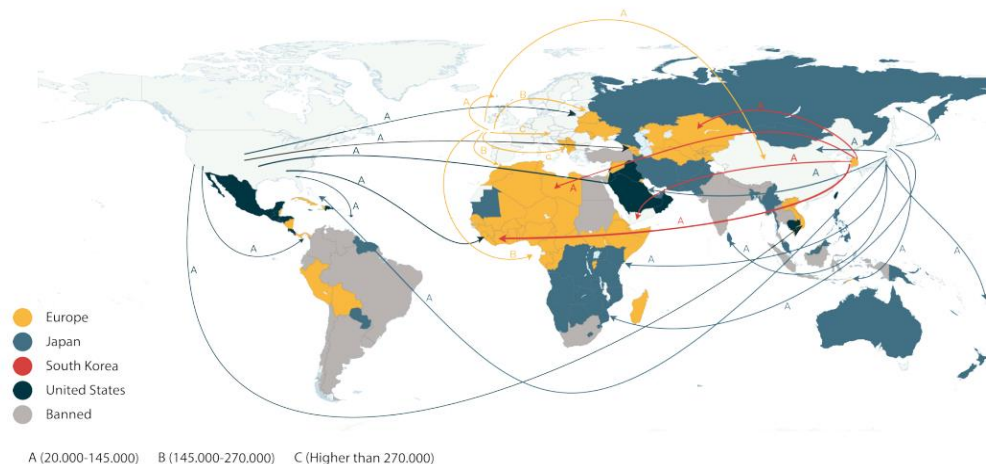 A
B
A
A
A
C
A
A
B
C
A
A
A
A
A
A
A
A
A
B
A
A
A
A
Europe
Japan
South Korea
United States
Banned
A (20.000-145.000)
B (145.000-270.000)
C (Higher than 270.000)